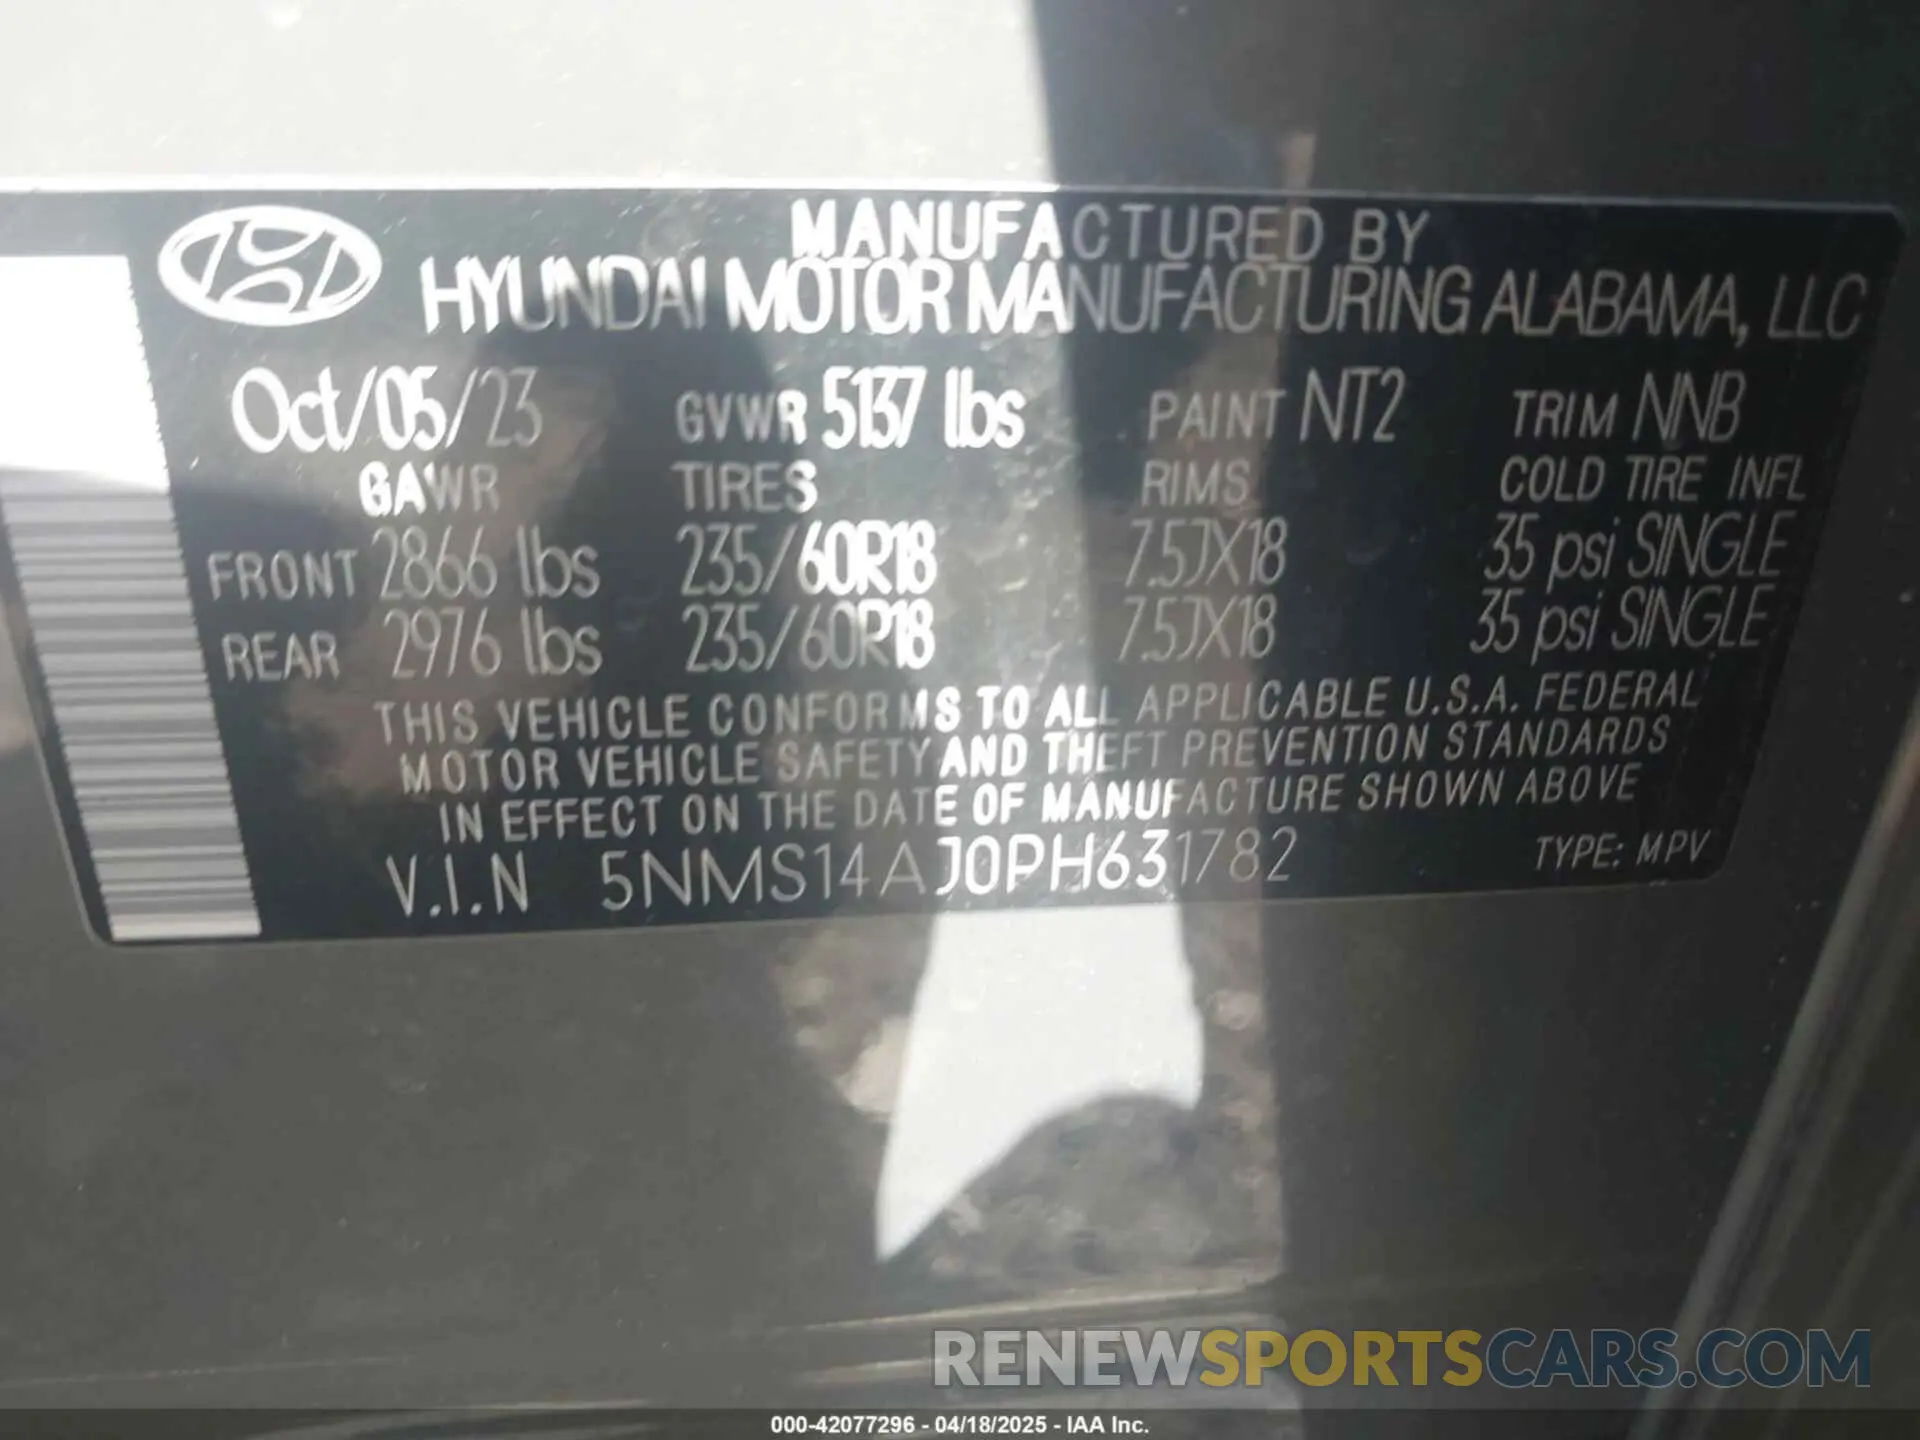 MANUFACTURED BY
HYUNDAI MOTOR MANUFACTURING ALABAMA, LLC
Oct/05/23 GVWR 5137 lbs PAINT NT2 TRIM NNB
GAWR TIRES RIMS COLD TIRE INFL
FRONT 2866 lbs 235/60R18 7.5JX18 35 psi SINGLE
REAR 2976 lbs 235/60R18 7.5JX18 35 psi SINGLE
THIS VEHICLE CONFORMS TO ALL APPLICABLE U.S.A. FEDERAL
MOTOR VEHICLE SAFETY AND THEFT PREVENTION STANDARDS
IN EFFECT ON THE DATE OF MANUFACTURE SHOWN ABOVE
V.I.N 5NMS14AJ0PH631782 TYPE: MPV
RENEWSPORTSCARS.COM
000-42077296 - 04/18/2025 - IAA Inc.